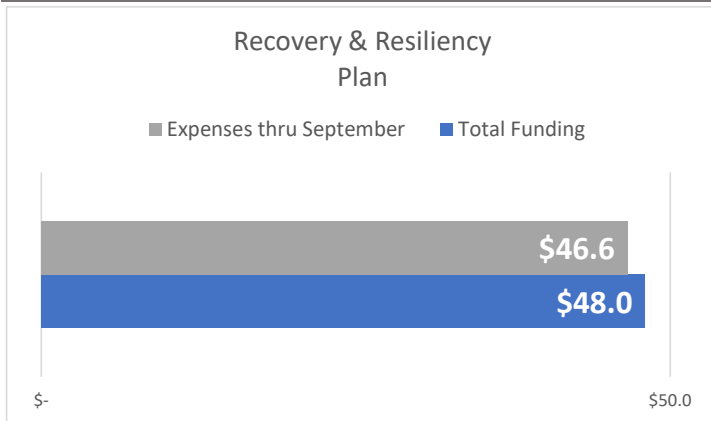 Recovery & Resiliency
Plan
Expenses thru September Total Funding
$46.6
$48.0
$- $50.0